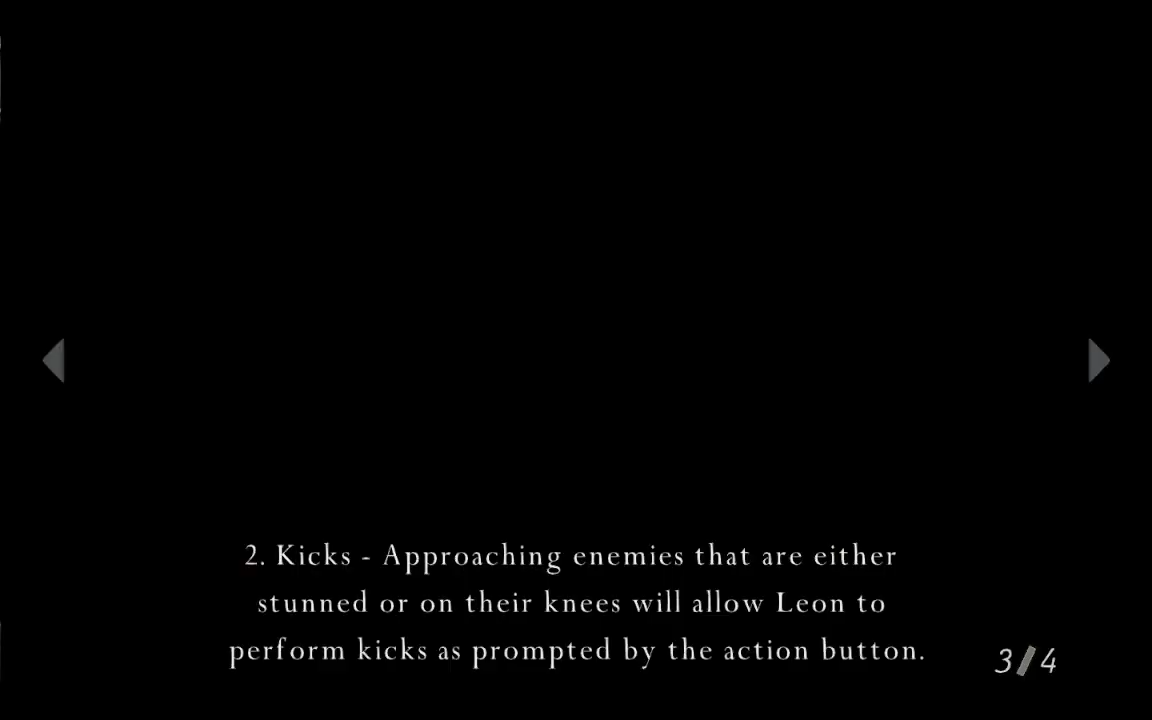 2. Kicks - Approaching enemies that are either
stunned or on their knees will allow Leon to
perform kicks as prompted by the action button.
3/4